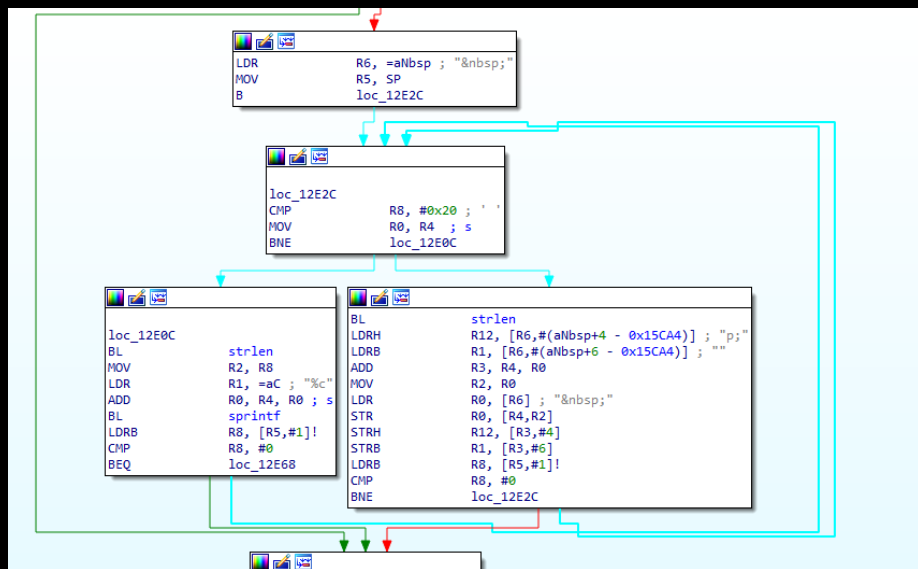 LDR R6, =aNbsp ; "&nbsp;"
MOV R5, SP
B loc_12E2C
loc_12E2C
CMP R8, #0x20 ; ' '
MOV R0, R4 ; s
BNE loc_12E0C
loc_12E0C
BL strlen
MOV R2, R8
LDR R1, =aC ; "%c"
ADD R0, R4, R0 ; s
BL sprintf
LDRB R8, [R5,#1]!
CMP R8, #0
BEQ loc_12E68
BL strlen
LDRH R12, [R6,#(aNbsp+4 - 0x15CA4)] ; "p;"
LDRB R1, [R6,#(aNbsp+6 - 0x15CA4)] ; ""
ADD R3, R4, R0
MOV R2, R0
LDR R0, [R6] ; "&nbsp;"
STR R0, [R4,R2]
STRH R12, [R3,#4]
STRB R1, [R3,#6]
LDRB R8, [R5,#1]!
CMP R8, #0
BNE loc_12E2C